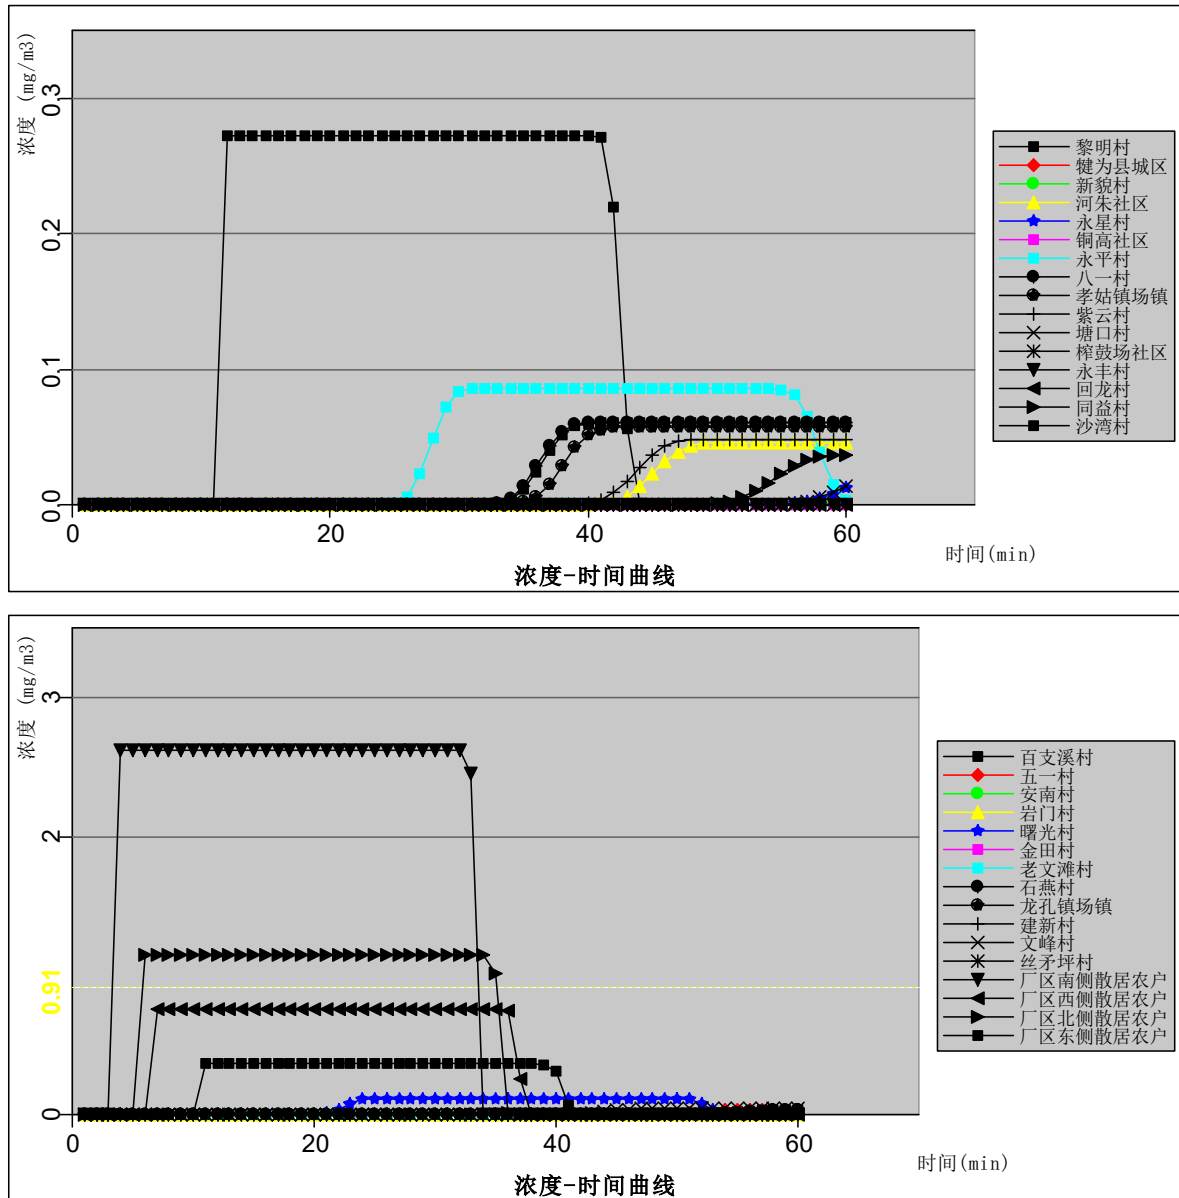 浓度 (mg/m3)
0.3
0.2
0.1
0.0
0
20
40
60
时间(min)
浓度-时间曲线
黎明村
犍为县城区
新貌村
河朱社区
永星村
铜高社区
永平村
八一村
孝姑镇场镇
紫云村
塘口村
榨鼓场社区
永丰村
回龙村
同益村
沙湾村
浓度 (mg/m3)
3
2
0.91
0
0
20
40
60
时间(min)
浓度-时间曲线
百支溪村
五一村
安南村
岩门村
曙光村
金田村
老文滩村
石燕村
龙孔镇场镇
建新村
文峰村
丝矛坪村
厂区南侧散居农户
厂区西侧散居农户
厂区北侧散居农户
厂区东侧散居农户